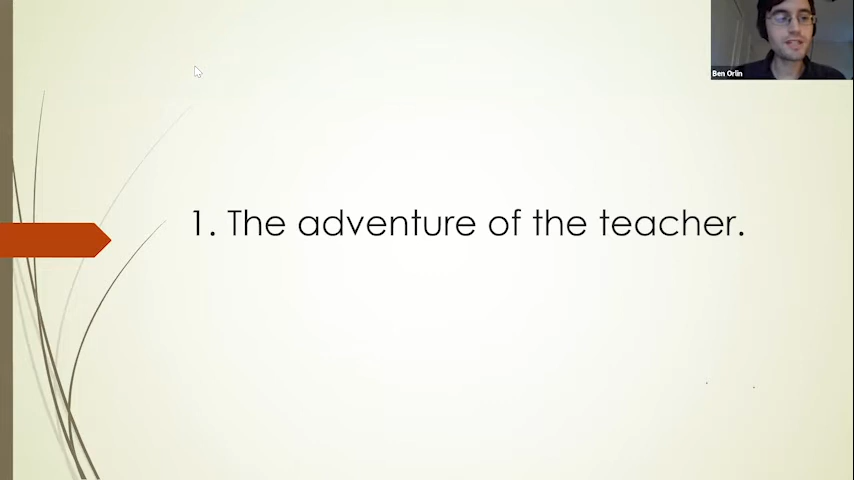 Ben Orlin
1. The adventure of the teacher.